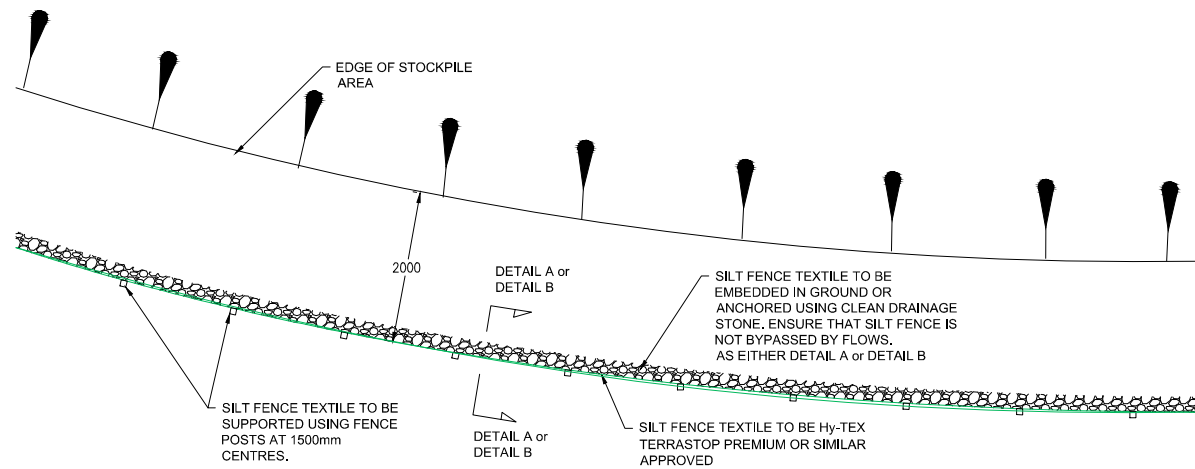 EDGE OF STOCKPILE
AREA
2000
DETAIL A or
DETAIL B
SILT FENCE TEXTILE TO BE
EMBEDDED IN GROUND OR
ANCHORED USING CLEAN DRAINAGE
STONE. ENSURE THAT SILT FENCE IS
NOT BYPASSED BY FLOWS.
AS EITHER DETAIL A or DETAIL B
SILT FENCE TEXTILE TO BE
SUPPORTED USING FENCE
POSTS AT 1500mm
CENTRES.
DETAIL A or
DETAIL B
SILT FENCE TEXTILE TO BE Hy-TEX
TERRASTOP PREMIUM OR SIMILAR
APPROVED